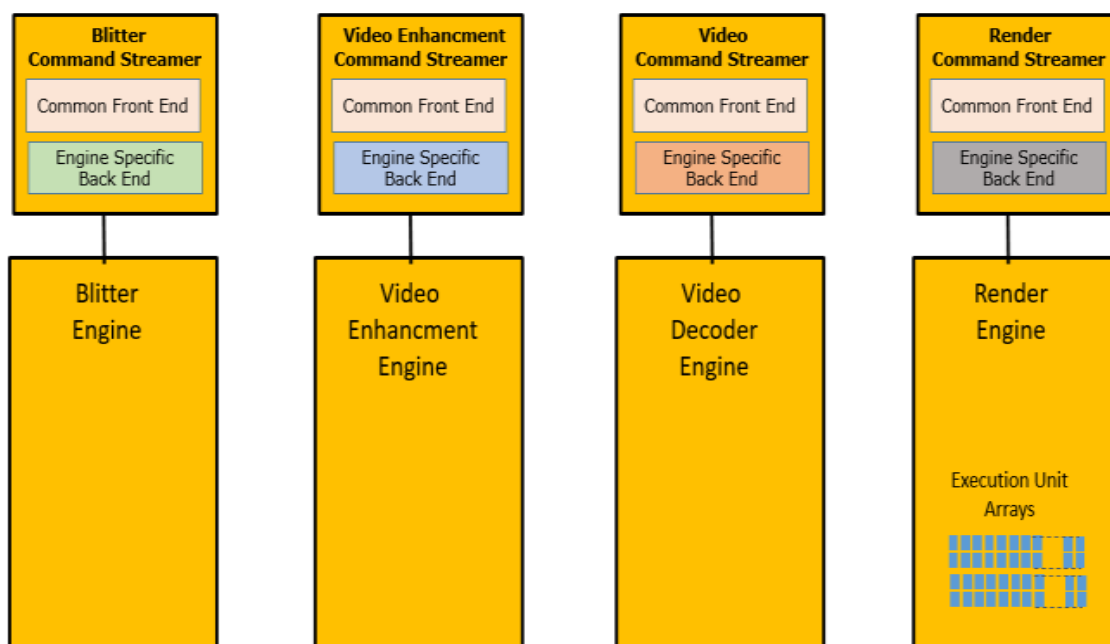 Blitter
Command Streamer
Common Front End
Engine Specific
Back End
Video Enhancment
Command Streamer
Common Front End
Engine Specific
Back End
Video
Command Streamer
Common Front End
Engine Specific
Back End
Render
Command Streamer
Common Front End
Engine Specific
Back End
Blitter
Engine
Video
Enhancment
Engine
Video
Decoder
Engine
Render
Engine
Execution Unit
Arrays